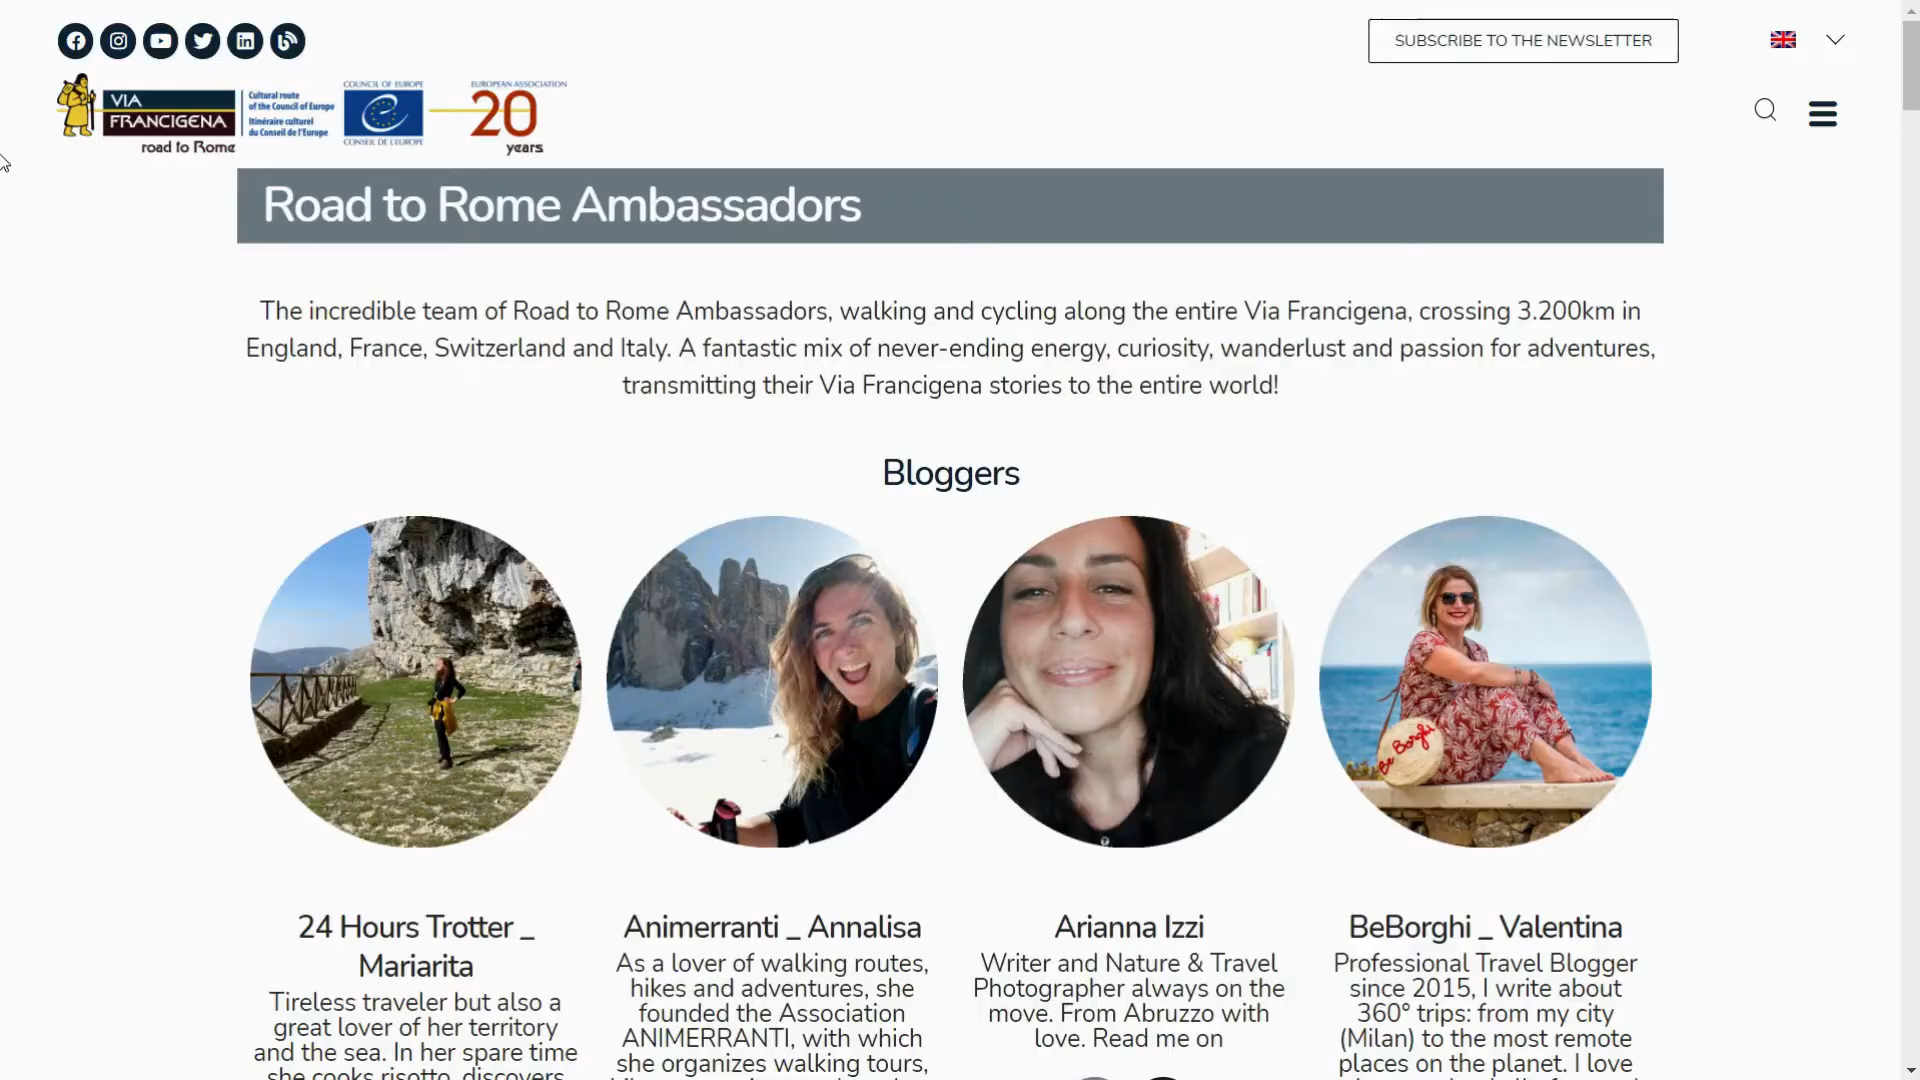 SUBSCRIBE TO THE NEWSLETTER
VIA
FRANCIGENA
road to Rome
Cultural route
of the Council of Europe
Itinéraire culturel
du Conseil de l'Europe
COUNCIL OF EUROPE
CONSEIL DE L'EUROPE
EUROPEAN ASSOCIATION
20
years
Road to Rome Ambassadors
The incredible team of Road to Rome Ambassadors, walking and cycling along the entire Via Francigena, crossing 3.200km in
England, France, Switzerland and Italy. A fantastic mix of never-ending energy, curiosity, wanderlust and passion for adventures,
transmitting their Via Francigena stories to the entire world!
Bloggers
Be Borghi
24 Hours Trotter _
Mariarita
Tireless traveler but also a
great lover of her territory
and the sea. In her spare time
she cooks risotto, discovers
Animerranti _ Annalisa
As a lover of walking routes,
hikes and adventures, she
founded the Association
ANIMERRANTI, with which
she organizes walking tours,
Arianna Izzi
Writer and Nature & Travel
Photographer always on the
move. From Abruzzo with
love. Read me on
BeBorghi _ Valentina
Professional Travel Blogger
since 2015, I write about
360° trips: from my city
(Milan) to the most remote
places on the planet. I love